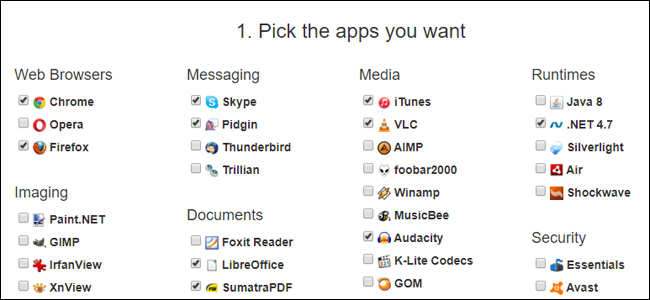 1. Pick the apps you want
Web Browsers
Chrome
Opera
Firefox
Imaging
Paint.NET
GIMP
IrfanView
XnView
Messaging
Skype
Pidgin
Thunderbird
Trillian
Documents
Foxit Reader
LibreOffice
SumatraPDF
Media
iTunes
VLC
AIMP
foobar2000
Winamp
MusicBee
Audacity
K-Lite Codecs
GOM
Runtimes
Java 8
.NET 4.7
Silverlight
Air
Shockwave
Security
Essentials
Avast